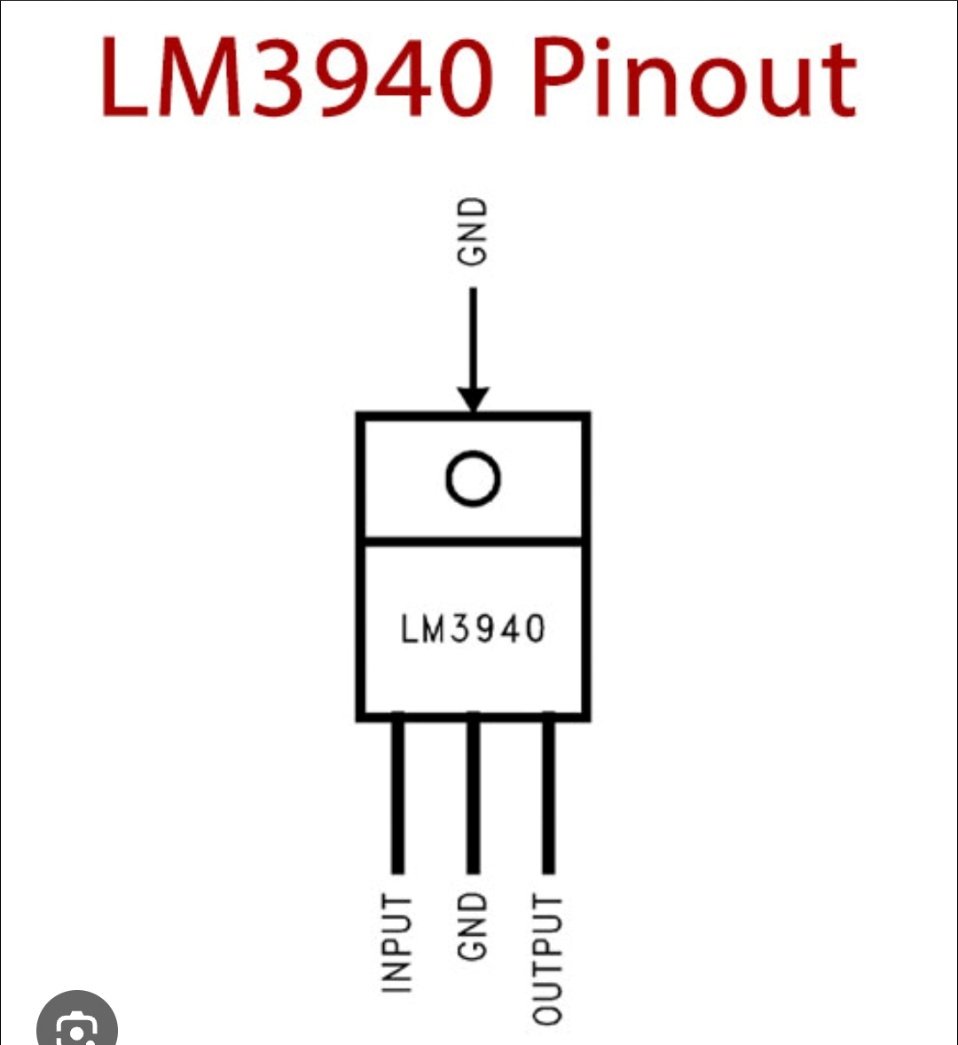 LM3940 Pinout
GND
LM3940
INPUT
GND
OUTPUT